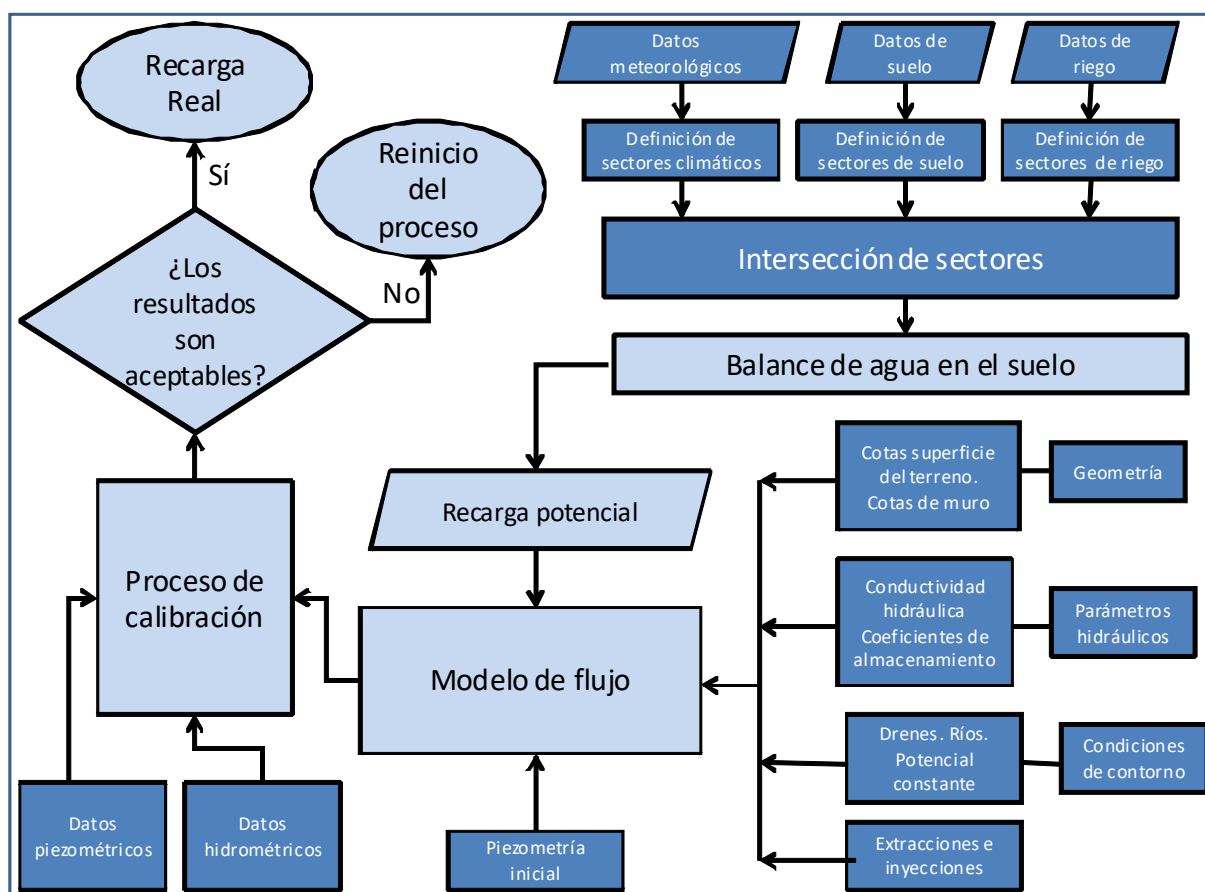 Recarga
Real
Sí
Reinicio
del
proceso
No
¿Los
resultados
son
aceptables?
Datos
meteorológicos
Datos de
suelo
Datos de
riego
Definición de
sectores climáticos
Definición de
sectores de suelo
Definición de
sectores de riego
Intersección de sectores
Balance de agua en el suelo
Recarga potencial
Cotas superficie
del terreno.
Cotas de muro
Geometría
Proceso de
calibración
Modelo de flujo
Conductividad
hidráulica
Coeficientes de
almacenamiento
Parámetros
hidráulicos
Drenes. Ríos.
Potencial
constante
Condiciones
de contorno
Datos
piezométricos
Datos
hidrométricos
Piezometría
inicial
Extracciones e
inyecciones